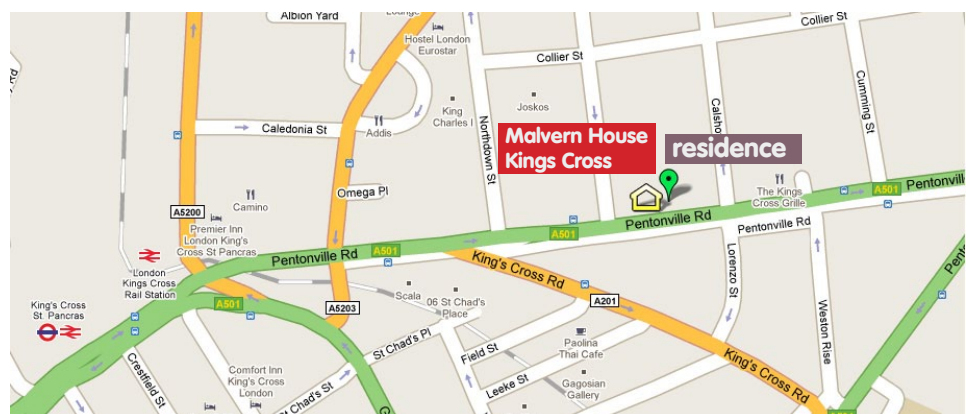 Albion Yard
Lounge
Hostel London
Eurostar
Collier St
Collier St
Cumming St
Caledonia St
Addis
King
Charles I
Joskos
Northdown St
Malvern House
Kings Cross
residence
Calsho
Omega Pl
A5200
Camino
Premier Inn
London King's
Cross St Pancras
The Kings
Cross Grille
A501
Pentonville
Pentonville Rd
Pentonville Rd
A501
A501
Pentonville Rd
London
Kings Cross
Rail Station
King's Cross Rd
Lorenzo St
King's Cross
St. Pancras
A501
A5203
Scala
06 St Chad's
Place
A201
Weston Rise
Pent
St Chad's Pl
Field St
Paolina
Thai Cafe
King's Cross Rd
Crestfield St
Comfort Inn
King's Cross
London
St Chad's St
Leeke St
Gagosian
Gallery